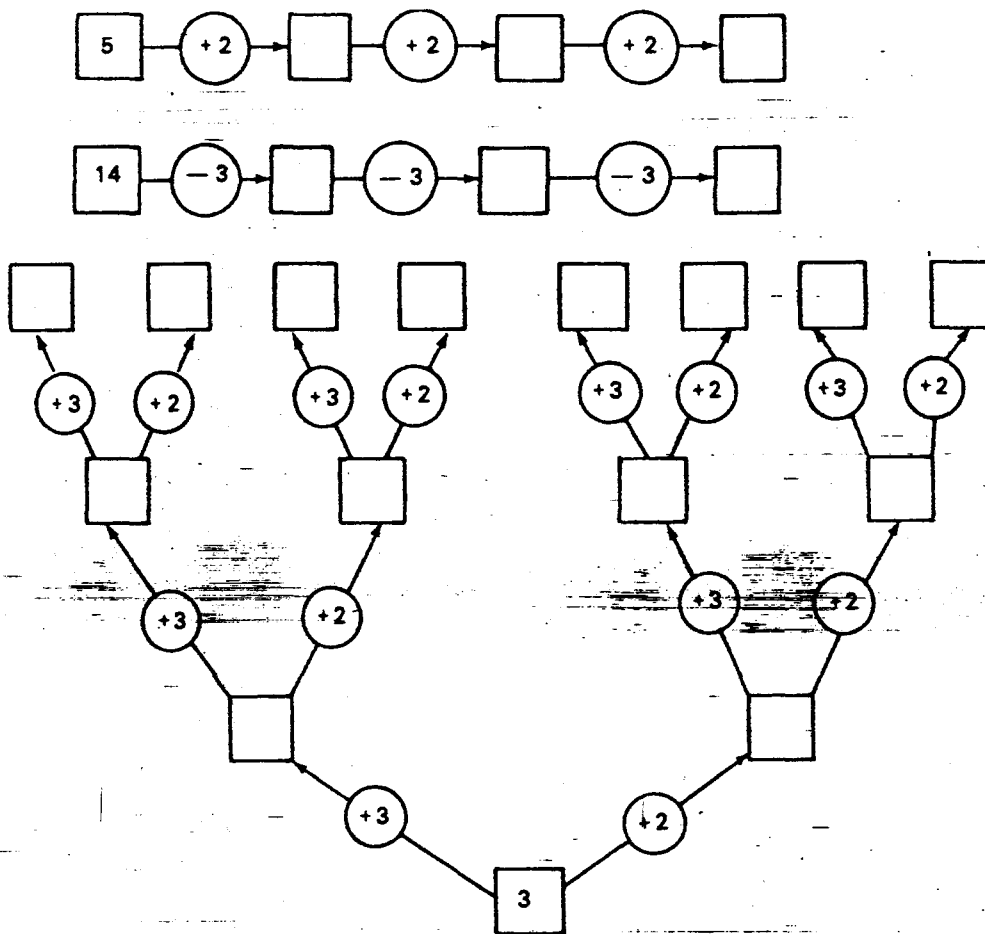 5 +2 +2 +2
14 — 3 — 3 — 3
+3 +2 +3 +2 +3 +2 +3 +2
+3 +2 +3 +2
+3 +2
3